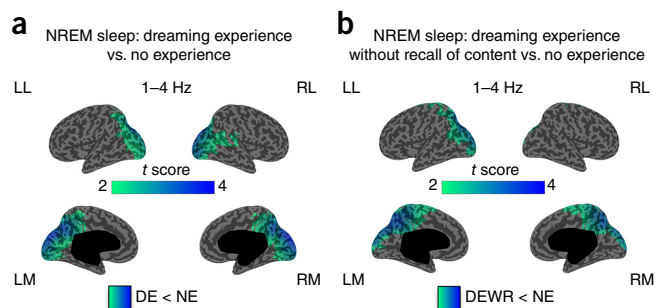 a
NREM sleep: dreaming experience
vs. no experience
LL
1–4 Hz
RL
t score
2
4
LM
RM
DE < NE
b
NREM sleep: dreaming experience
without recall of content vs. no experience
LL
1–4 Hz
RL
t score
2
4
LM
RM
DEWR < NE